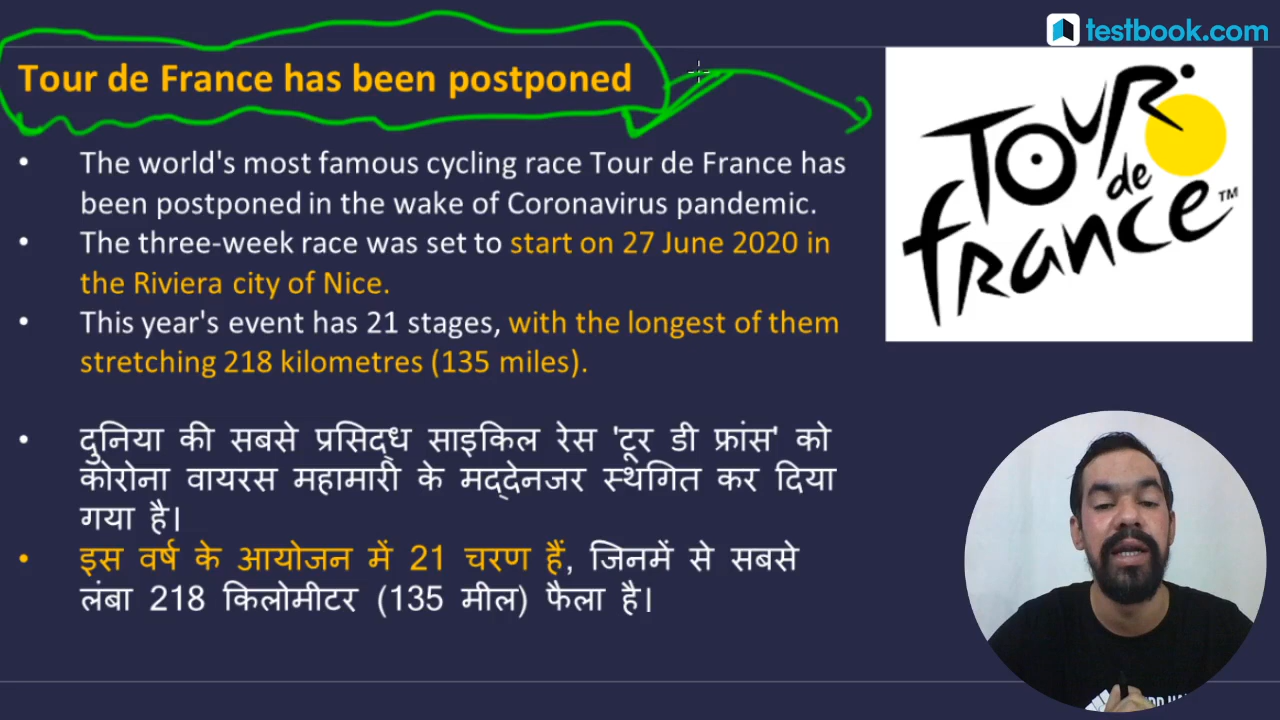 testbook.com
Tour de France has been postponed
• The world's most famous cycling race Tour de France has
been postponed in the wake of Coronavirus pandemic.
• The three-week race was set to start on 27 June 2020 in
the Riviera city of Nice.
• This year's event has 21 stages, with the longest of them
stretching 218 kilometres (135 miles).
• दुनिया की सबसे प्रसिद्ध साइकिल रेस 'टूर डी फ्रांस' को
कोरोना वायरस महामारी के मद्देनजर स्थगित कर दिया
गया है।
• इस वर्ष के आयोजन में 21 चरण हैं, जिनमें से सबसे
लंबा 218 किलोमीटर (135 मील) फैला है।
TOUR
de
france™